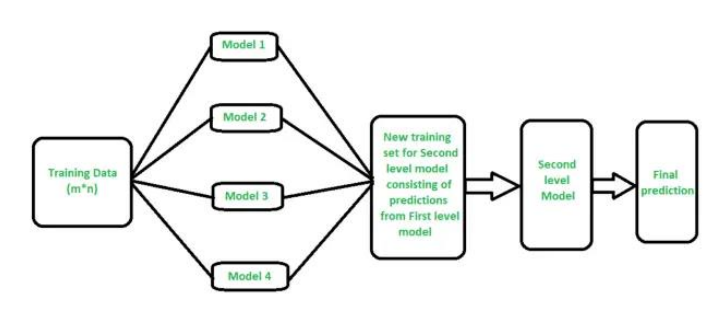 Model 1
Model 2
Training Data
(m*n)
Model 3
Model 4
New training
set for Second
level model
consisting of
predictions
from First level
model
Second
level
Model
Final
prediction